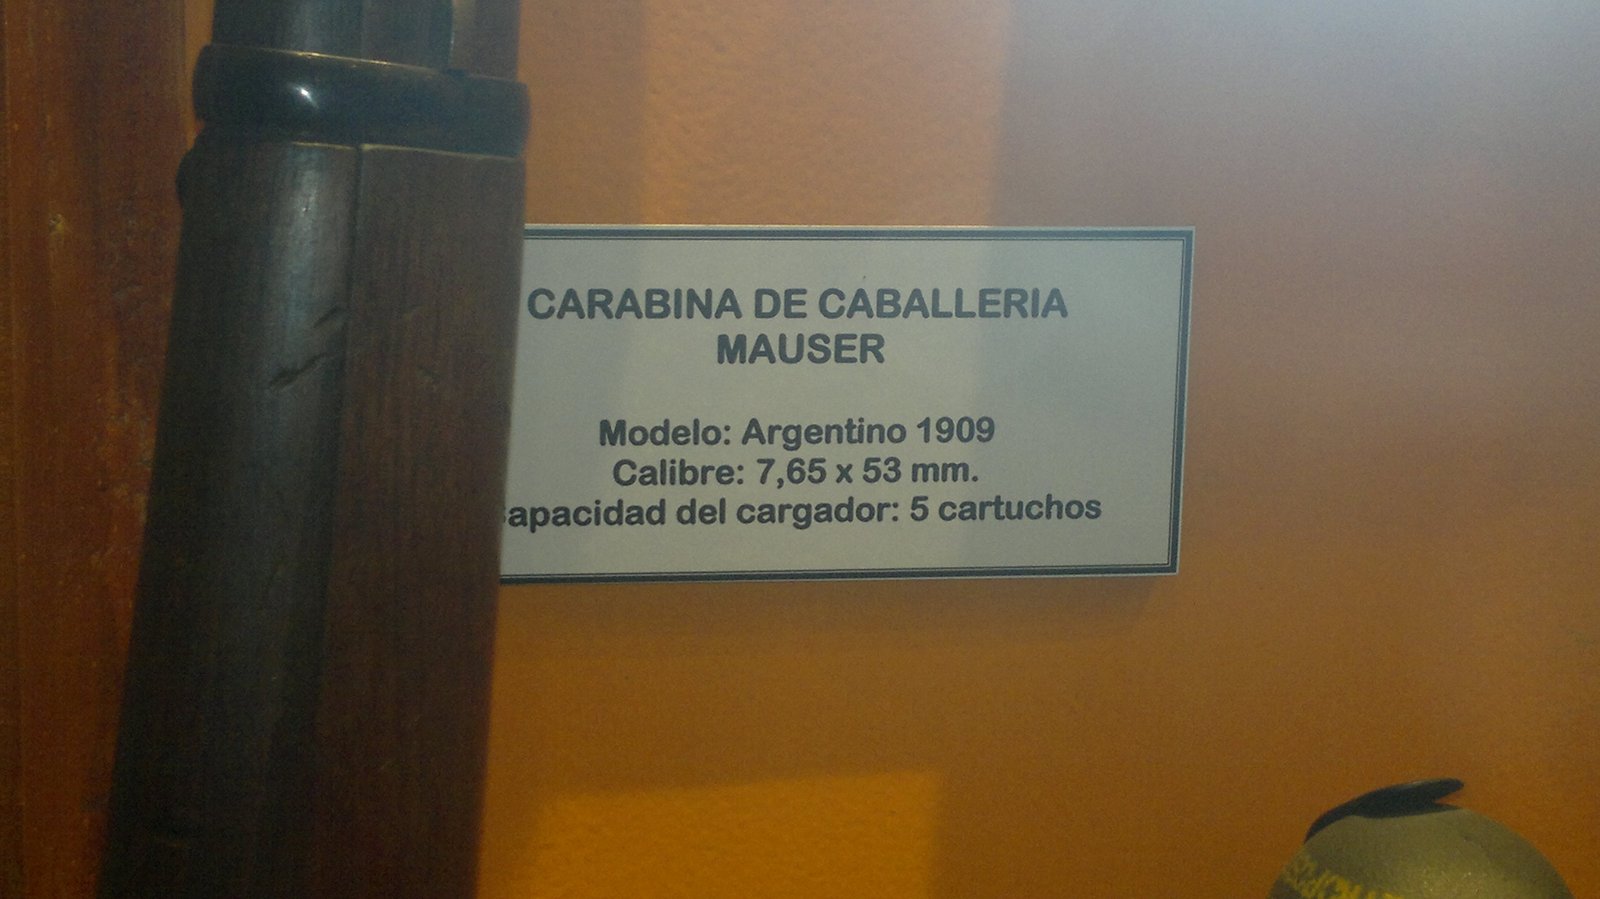 CARABINA DE CABALLERIA
MAUSER
Modelo: Argentino 1909
Calibre: 7,65 x 53 mm.
apacidad del cargador: 5 cartuchos